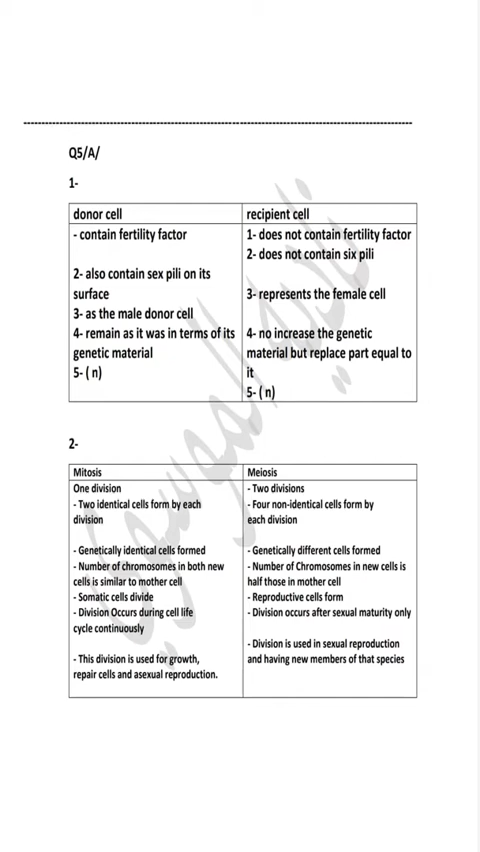 Q5/A/
1-
donor cell
- contain fertility factor
2- also contain sex pili on its
surface
3- as the male donor cell
4- remain as it was in terms of its
genetic material
5- ( n)
recipient cell
1- does not contain fertility factor
2- does not contain six pili
3- represents the female cell
4- no increase the genetic
material but replace part equal to
it
5- ( n)
2-
Mitosis
One division
- Two identical cells form by each
division
- Genetically identical cells formed
- Number of chromosomes in both new
cells is similar to mother cell
- Somatic cells divide
- Division Occurs during cell life
cycle continuously
- This division is used for growth,
repair cells and asexual reproduction.
Meiosis
- Two divisions
- Four non-identical cells form by
each division
- Genetically different cells formed
- Number of Chromosomes in new cells is
half those in mother cell
- Reproductive cells form
- Division occurs after sexual maturity only
- Division is used in sexual reproduction
and having new members of that species